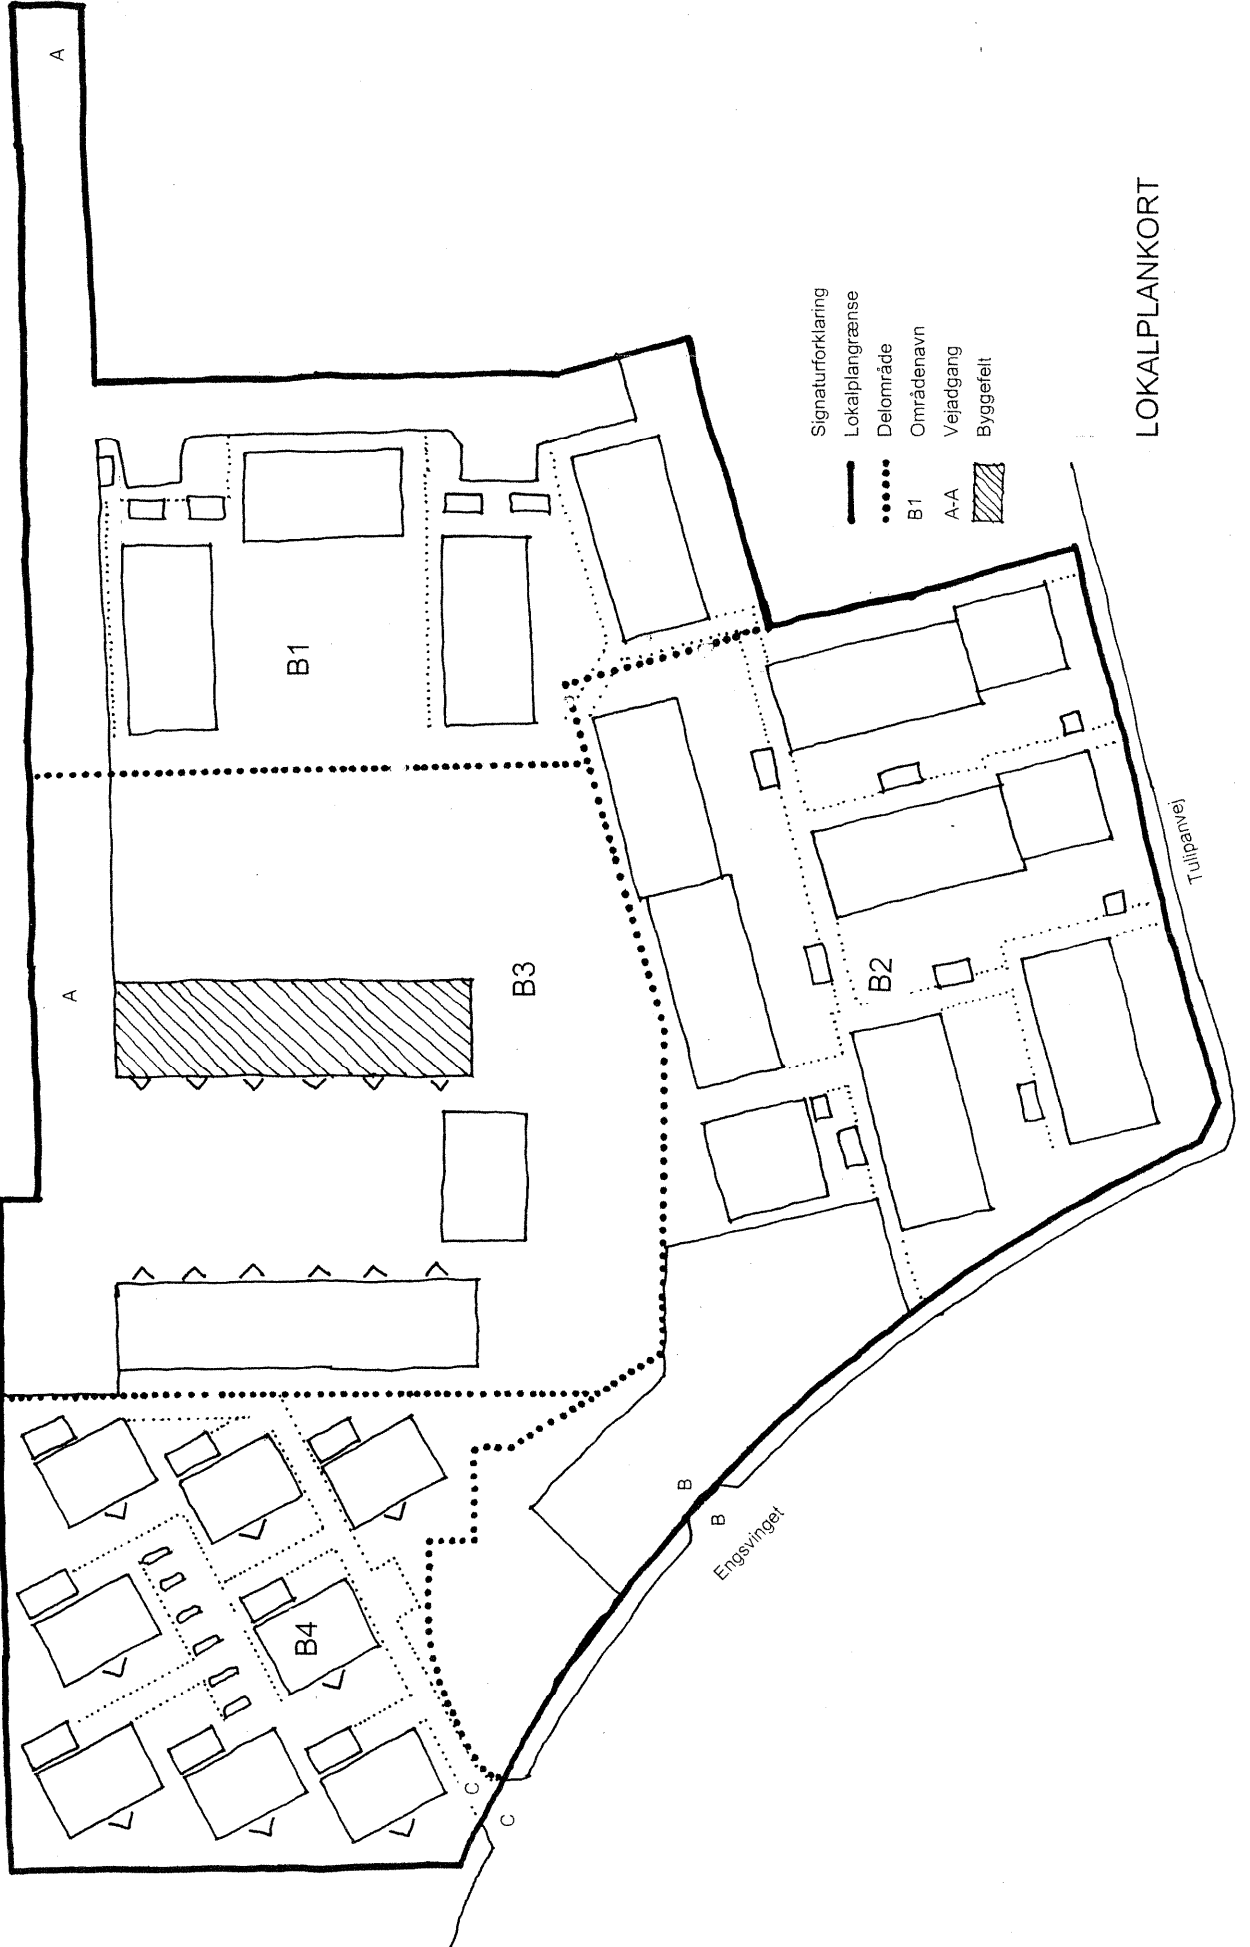 A
A
B1
B3
B2
B4
B
B
C
C
Engsvinget
Tulipanvej
Signaturforklaring
Lokalplangrænse
Delområde
B1 Områdenavn
A-A Vejadgang
Byggefelt
LOKALPLANKORT